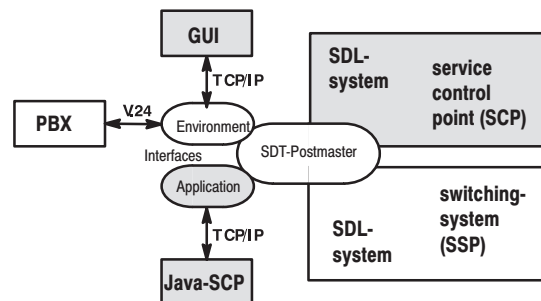 GUI
TCP/IP
PBX
V.24
Environment
Interfaces
SDT-Postmaster
Application
TCP/IP
Java-SCP
SDL-
system
service
control
point (SCP)
SDL-
system
switching-
system
(SSP)